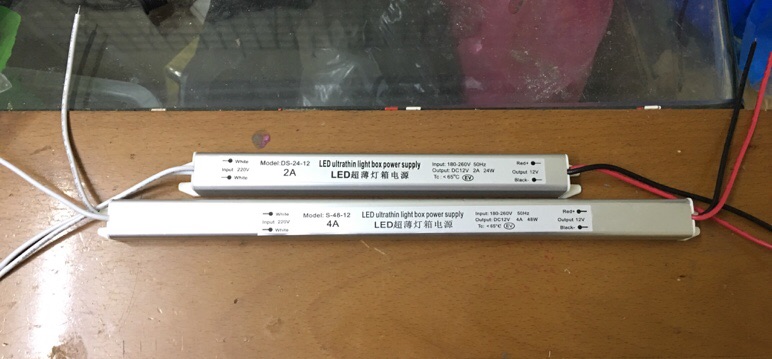 White
Input 220V
White
Model: DS-24-12
2A
LED ultrathin light box power supply
LED超薄灯箱电源
Input: 180-260V 50Hz
Output: DC12V 2A 24W
Tc : <65℃ EV
Red+
Output 12V
Black-
White
Input 220V
White
Model: S-48-12
4A
LED ultrathin light box power supply
LED超薄灯箱电源
Input: 180-260V 50Hz
Output: DC12V 4A 48W
Tc : <65℃ EV
Red+
Output 12V
Black-